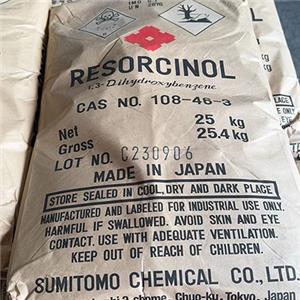 RESORCINOL
1,3-Dihydroxybenzene
CAS NO. 108-46-3
Net 25 kg
Gross 25.4 kg
LOT NO. C230906
MADE IN JAPAN
STORE SEALED IN COOL, DRY AND DARK PLACE.
MANUFACTURED AND LABELED FOR INDUSTRIAL USE ONLY.
HARMFUL IF SWALLOWED. AVOID SKIN AND EYE
CONTACT. USE WITH ADEQUATE VENTILATION.
KEEP OUT OF REACH OF CHILDREN.
SUMITOMO CHEMICAL CO., LTD.
Chuo-ku, Tokyo, Japan